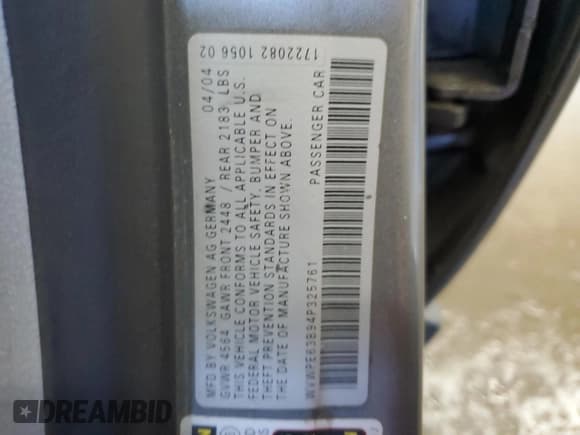 1722082 1056 02
MFD BY VOLKSWAGEN AG GERMANY 04/04
GVWR 4564 GAWR FRONT 2448 / REAR 2183 LBS
THIS VEHICLE CONFORMS TO ALL APPLICABLE U.S.
FEDERAL MOTOR VEHICLE SAFETY, BUMPER AND
THEFT PREVENTION STANDARDS IN EFFECT ON
THE DATE OF MANUFACTURE SHOWN ABOVE.
WVWPE63B94P325761 PASSENGER CAR
DREAMBID